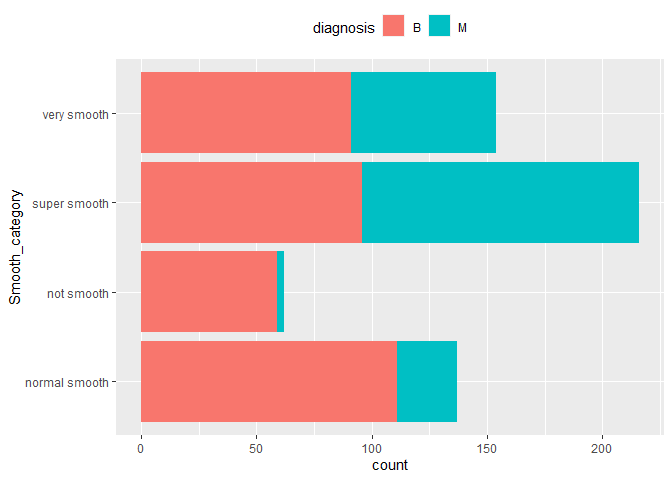 diagnosis B M
very smooth
super smooth
not smooth
normal smooth
Smooth_category
0 50 100 150 200
count